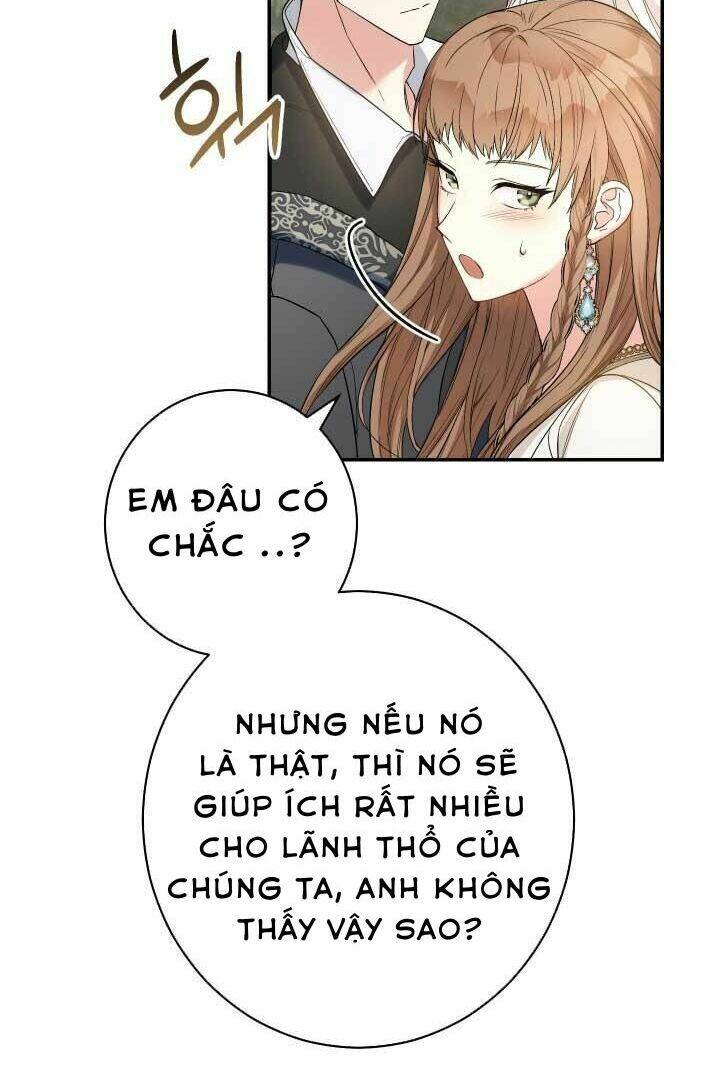 휙
EM ĐÂU CÓ
CHẮC ..?
NHƯNG NẾU NÓ
LÀ THẬT, THÌ NÓ SẼ
GIÚP ÍCH RẤT NHIỀU
CHO LÃNH THỔ CỦA
CHÚNG TA, ANH KHÔNG
THẤY VẬY SAO?